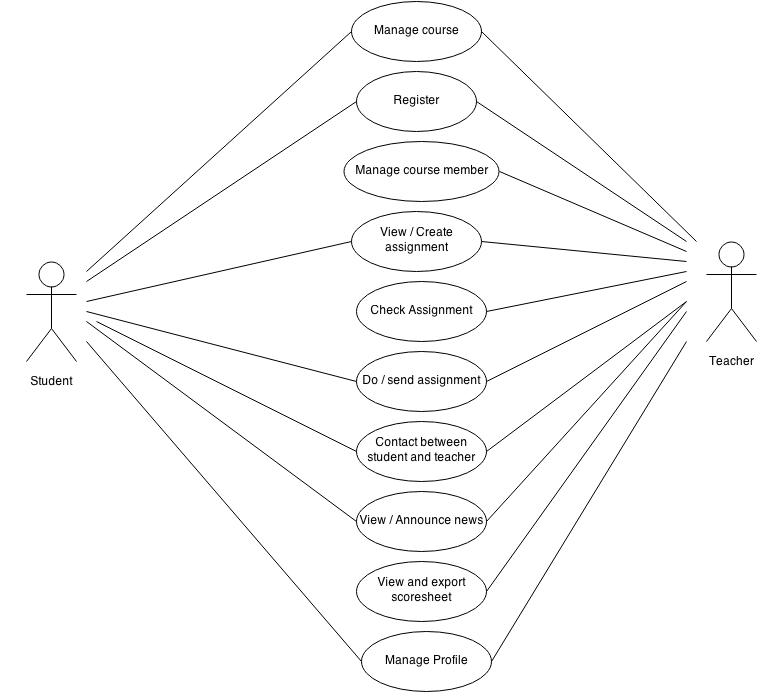 Manage course
Register
Manage course member
View / Create
assignment
Check Assignment
Student
Teacher
Do / send assignment
Contact between
student and teacher
View / Announce news
View and export
scoresheet
Manage Profile